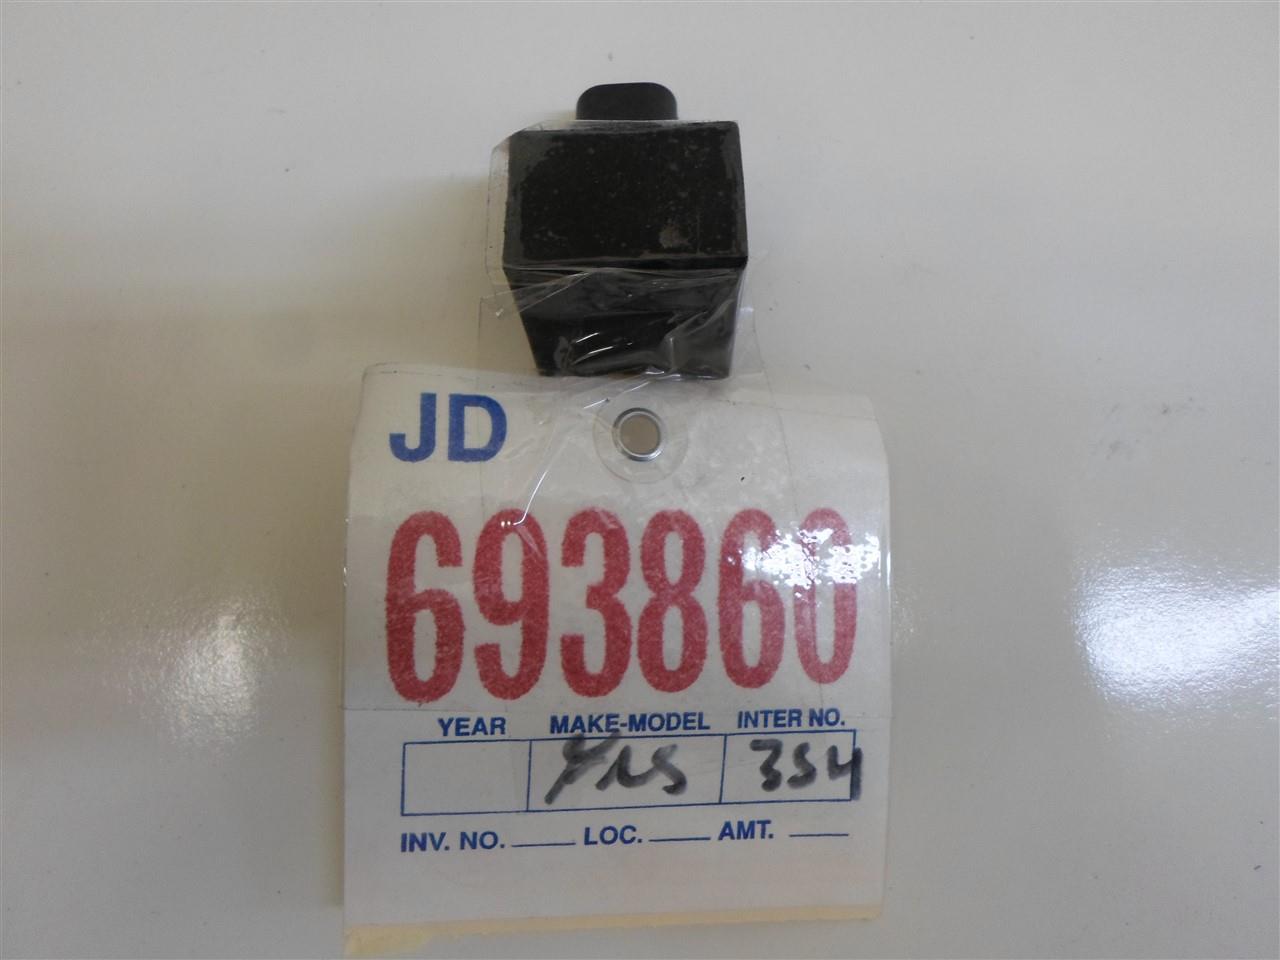 JD
693860
YEAR MAKE-MODEL INTER NO.
354
INV. NO. LOC. AMT.